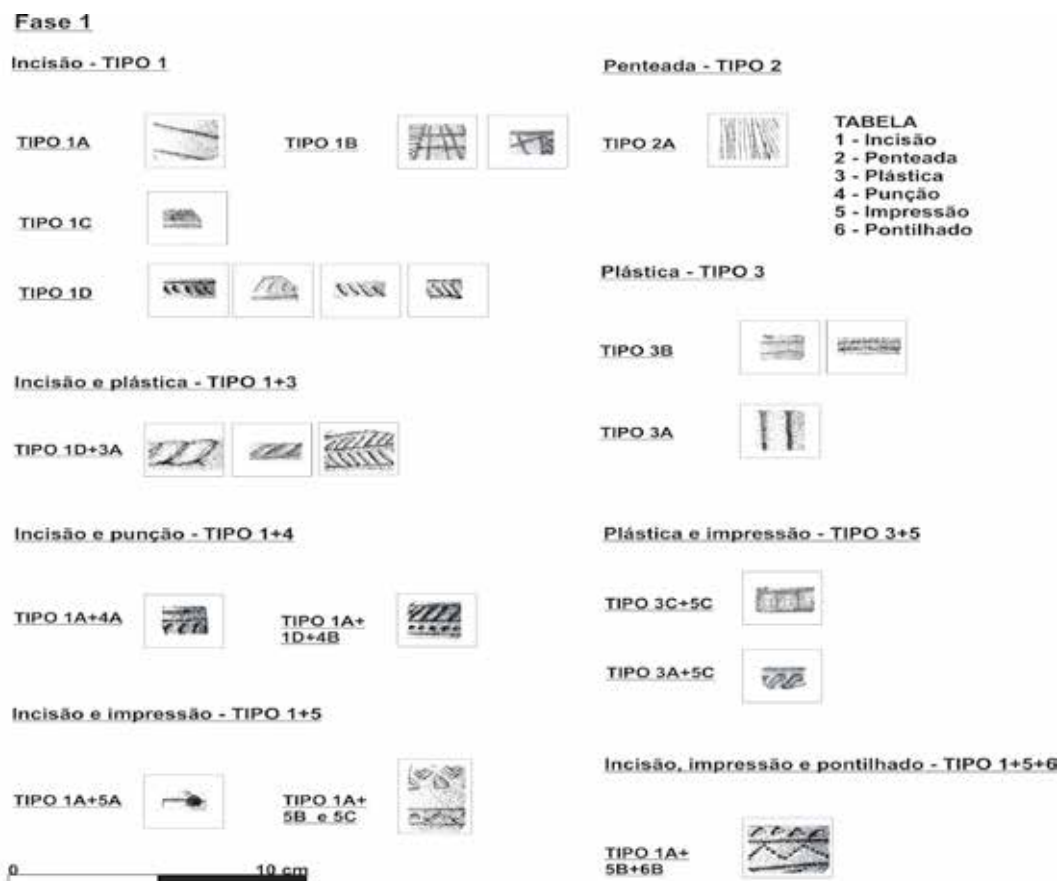 Fase 1
Incisão - TIPO 1
TIPO 1A
TIPO 1B
TIPO 1C
TIPO 1D
Incisão e plástica - TIPO 1+3
TIPO 1D+3A
Incisão e punção - TIPO 1+4
TIPO 1A+4A
TIPO 1A+
1D+4B
Incisão e impressão - TIPO 1+5
TIPO 1A+5A
TIPO 1A+
5B e 5C
0
10 cm
Penteada - TIPO 2
TIPO 2A
TABELA
1 - Incisão
2 - Penteada
3 - Plástica
4 - Punção
5 - Impressão
6 - Pontilhado
Plástica - TIPO 3
TIPO 3B
TIPO 3A
Plástica e impressão - TIPO 3+5
TIPO 3C+5C
TIPO 3A+5C
Incisão, impressão e pontilhado - TIPO 1+5+6
TIPO 1A+
5B+6B